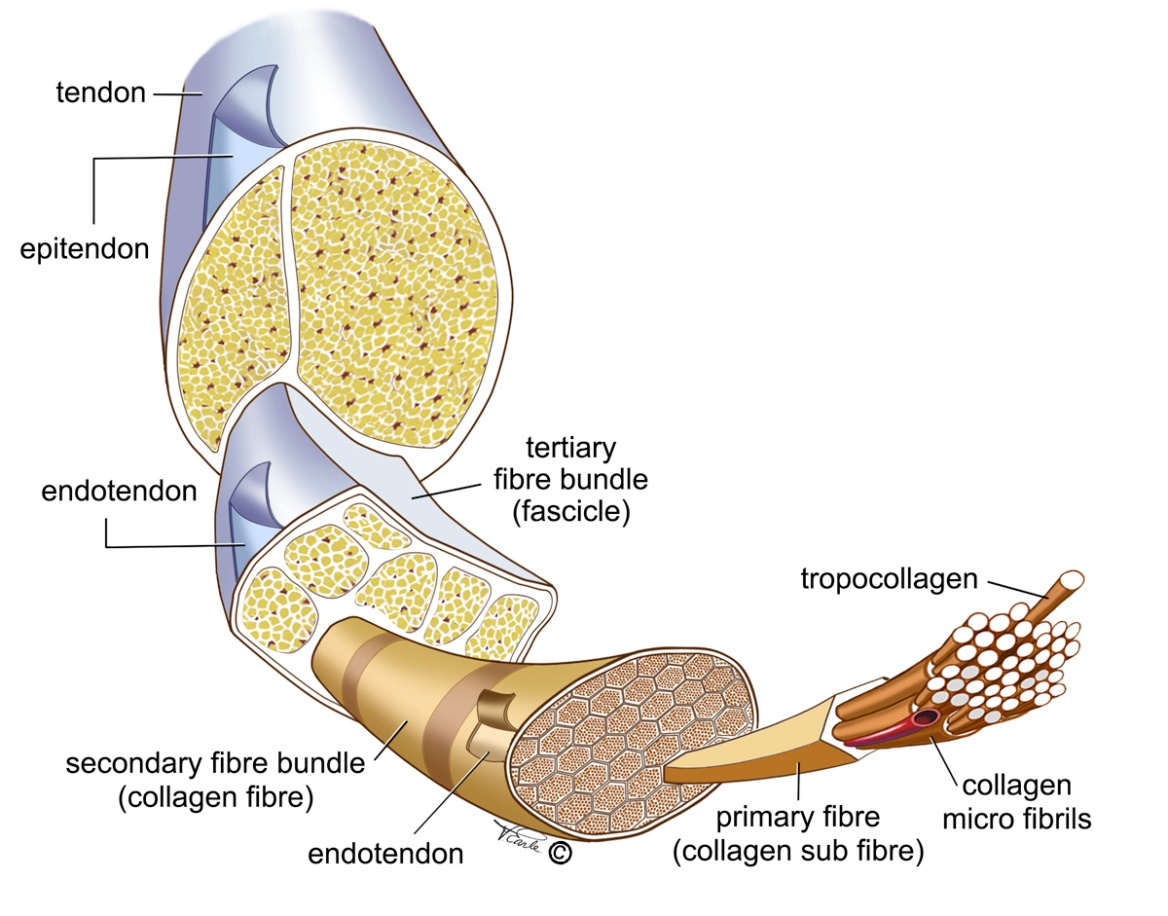 tendon
epitendon
endotendon
tertiary
fibre bundle
(fascicle)
tropocollagen
secondary fibre bundle
(collagen fibre)
endotendon
primary fibre
(collagen sub fibre)
collagen
micro fibrils
©